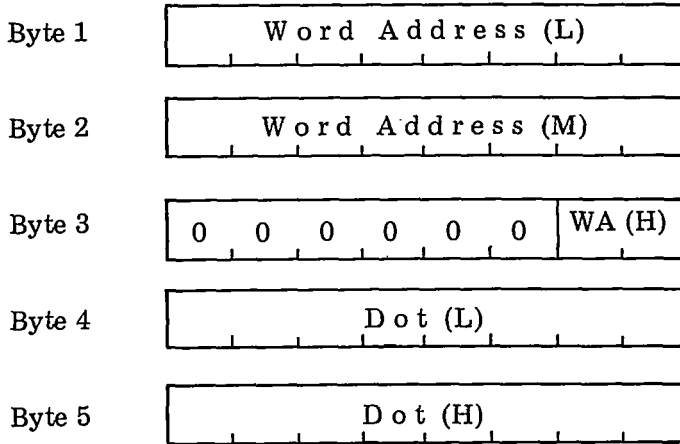 Byte 1 Word Address (L)
Byte 2 Word Address (M)
Byte 3 0 0 0 0 0 0 WA (H)
Byte 4 Dot (L)
Byte 5 Dot (H)